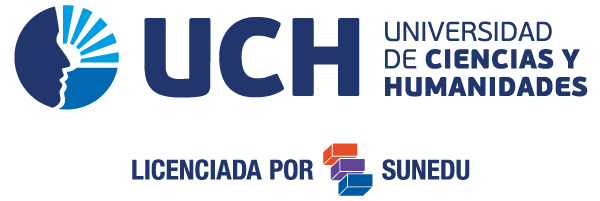 UCH
UNIVERSIDAD
DE CIENCIAS Y
HUMANIDADES
LICENCIADA POR SUNEDU